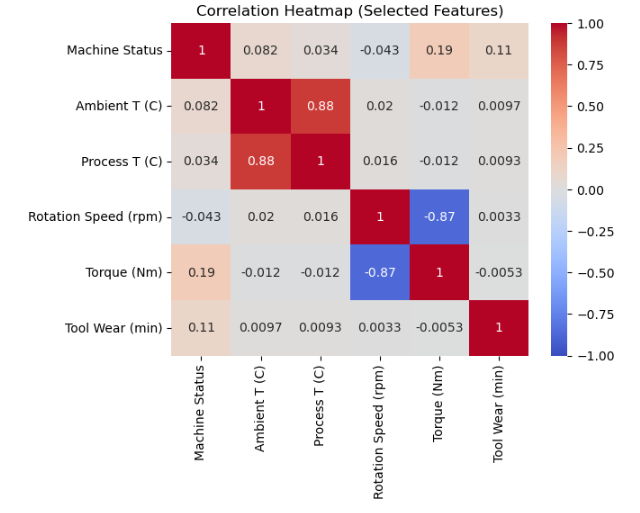 Correlation Heatmap (Selected Features)
Machine Status 1 0.082 0.034 -0.043 0.19 0.11
Ambient T (C) 0.082 1 0.88 0.02 -0.012 0.0097
Process T (C) 0.034 0.88 1 0.016 -0.012 0.0093
Rotation Speed (rpm) -0.043 0.02 0.016 1 -0.87 0.0033
Torque (Nm) 0.19 -0.012 -0.012 -0.87 1 -0.0053
Tool Wear (min) 0.11 0.0097 0.0093 0.0033 -0.0053 1
Machine Status
Ambient T (C)
Process T (C)
Rotation Speed (rpm)
Torque (Nm)
Tool Wear (min)
1.00
0.75
0.50
0.25
0.00
−0.25
−0.50
−0.75
−1.00